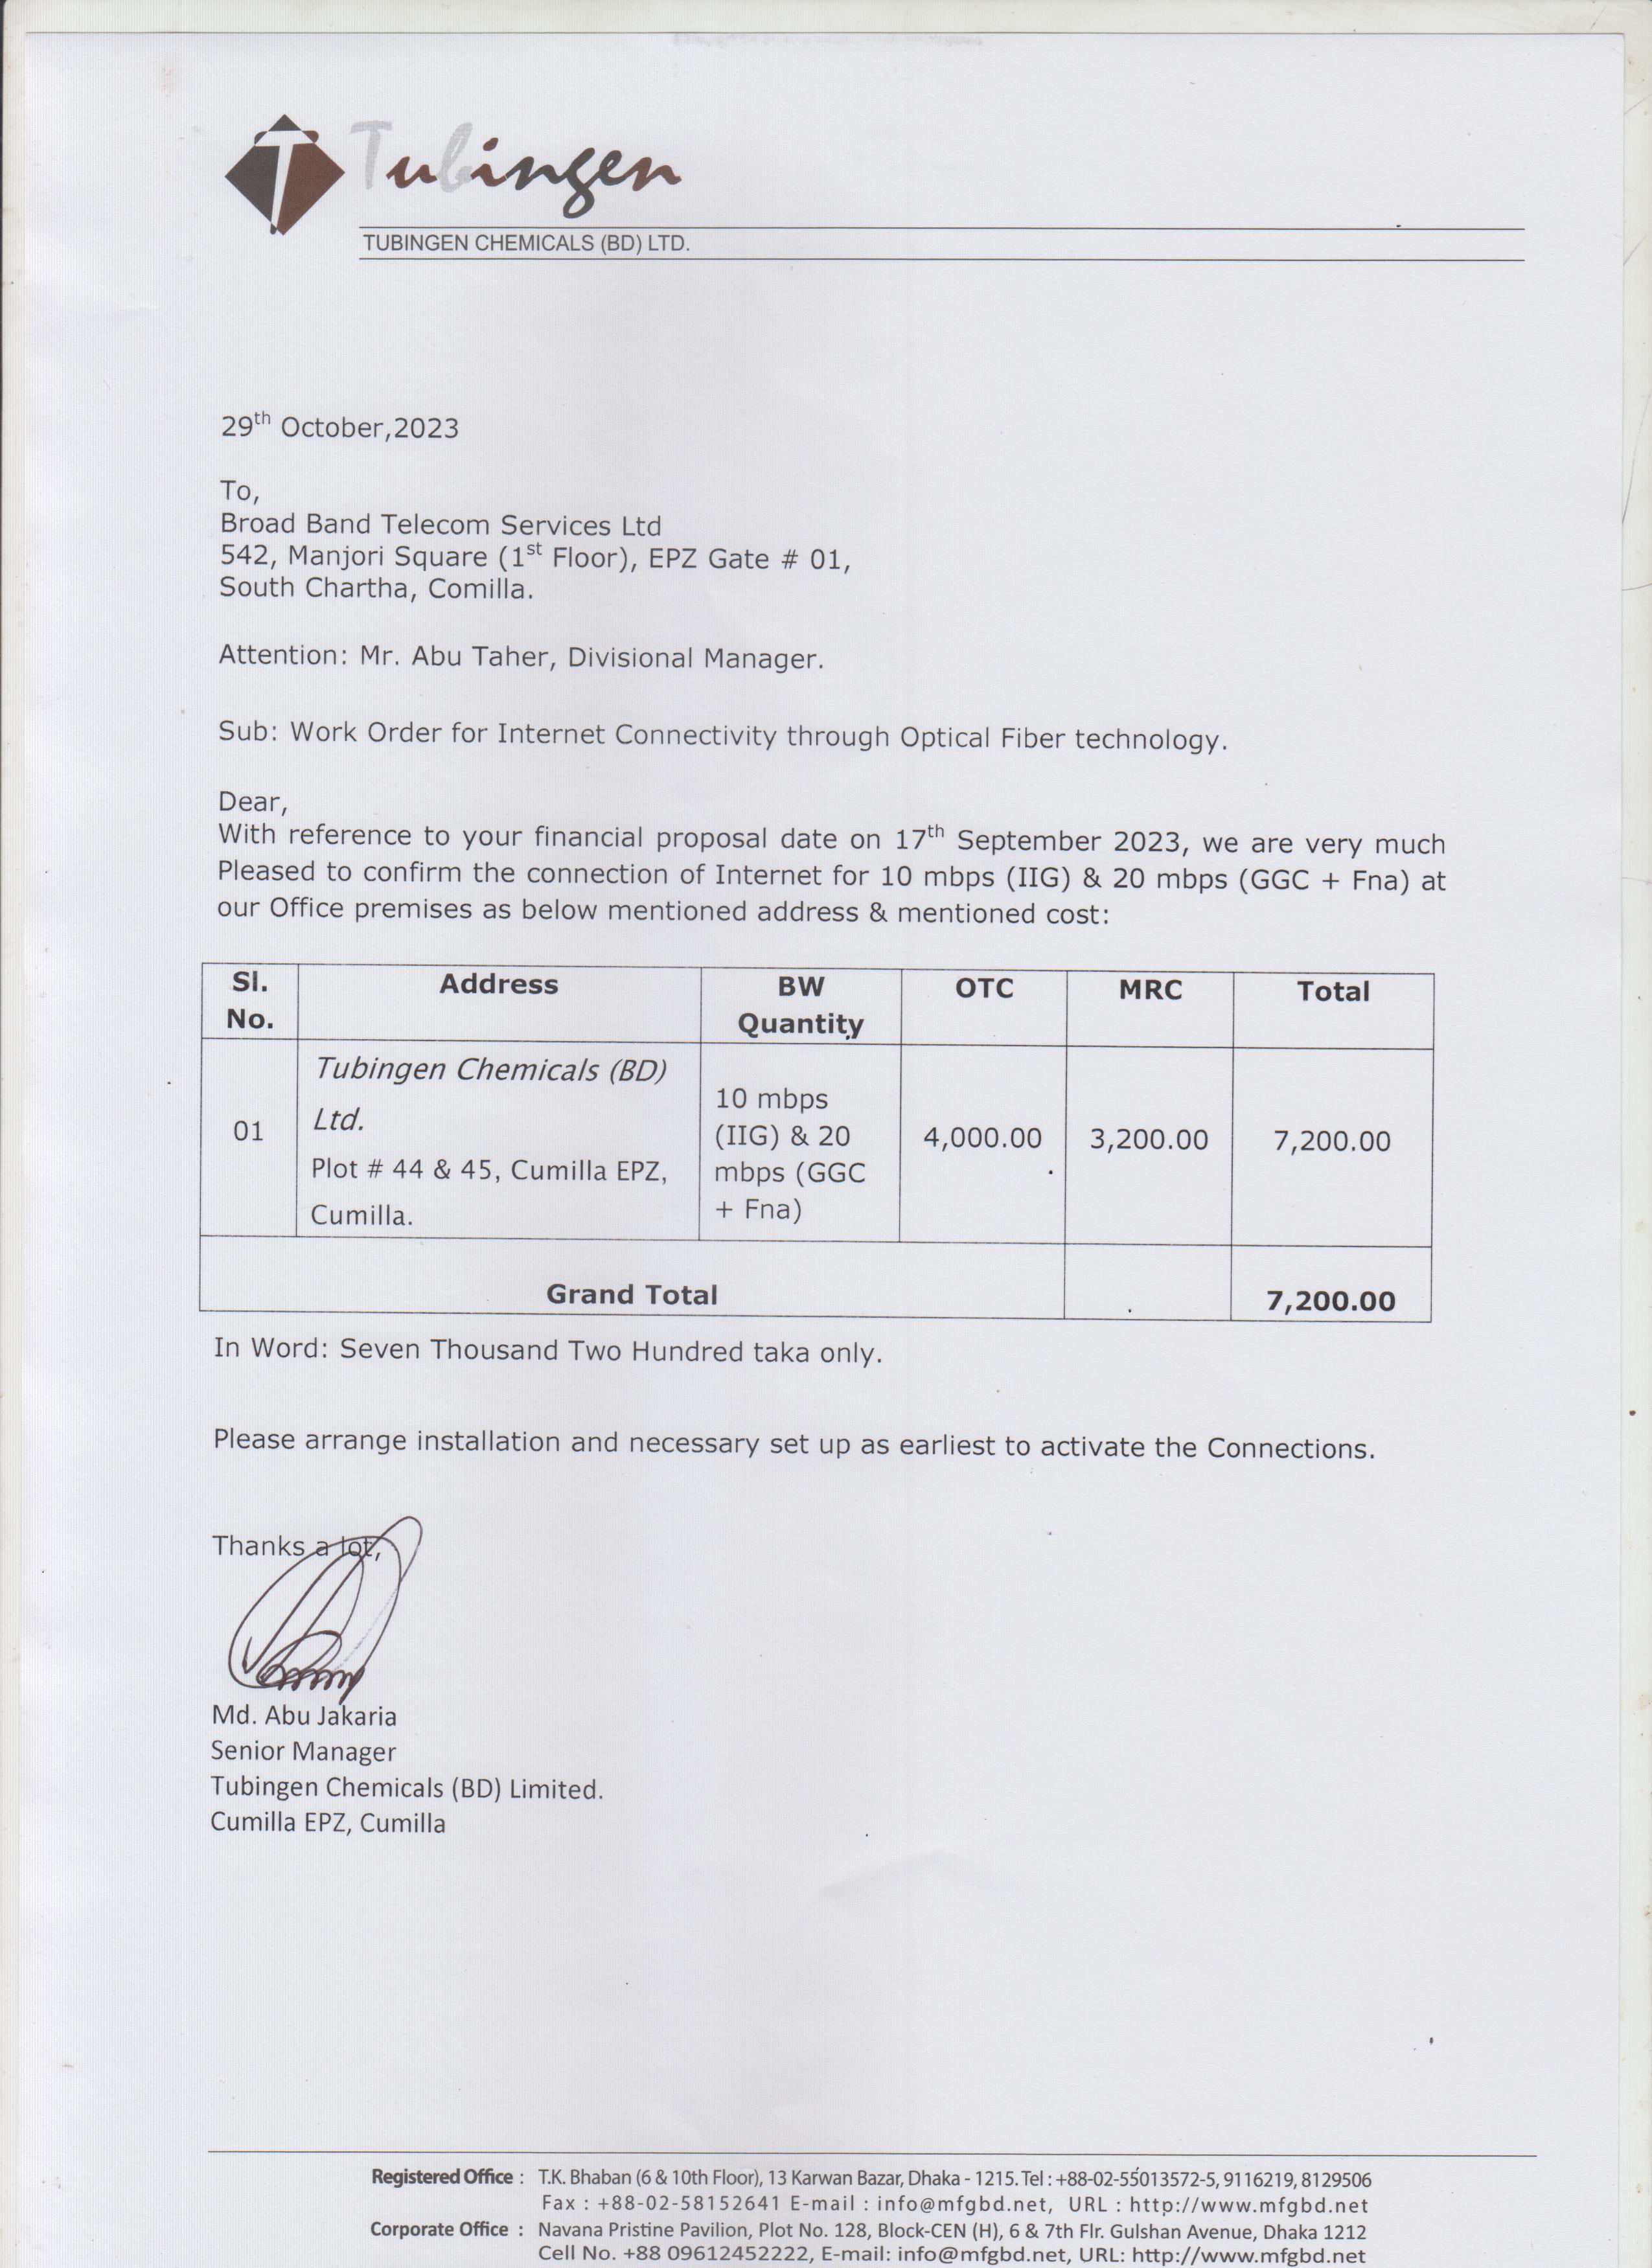 Tubingen
TUBINGEN CHEMICALS (BD) LTD.
29th October,2023
To,
Broad Band Telecom Services Ltd
542, Manjori Square (1st Floor), EPZ Gate # 01,
South Chartha, Comilla.
Attention: Mr. Abu Taher, Divisional Manager.
Sub: Work Order for Internet Connectivity through Optical Fiber technology.
Dear,
With reference to your financial proposal date on 17th September 2023, we are very much
Pleased to confirm the connection of Internet for 10 mbps (IIG) & 20 mbps (GGC + Fna) at
our Office premises as below mentioned address & mentioned cost:
Sl. No. Address BW Quantity OTC MRC Total
01 Tubingen Chemicals (BD) Ltd. Plot # 44 & 45, Cumilla EPZ, Cumilla. 10 mbps (IIG) & 20 mbps (GGC + Fna) 4,000.00 3,200.00 7,200.00
Grand Total 7,200.00
In Word: Seven Thousand Two Hundred taka only.
Please arrange installation and necessary set up as earliest to activate the Connections.
Thanks a lot,
Md. Abu Jakaria
Senior Manager
Tubingen Chemicals (BD) Limited.
Cumilla EPZ, Cumilla
Registered Office : T.K. Bhaban (6 & 10th Floor), 13 Karwan Bazar, Dhaka - 1215. Tel : +88-02-55013572-5, 9116219, 8129506
Fax : +88-02-58152641 E-mail : info@mfgbd.net, URL : http://www.mfgbd.net
Corporate Office : Navana Pristine Pavilion, Plot No. 128, Block-CEN (H), 6 & 7th Flr. Gulshan Avenue, Dhaka 1212
Cell No. +88 09612452222, E-mail: info@mfgbd.net, URL: http://www.mfgbd.net